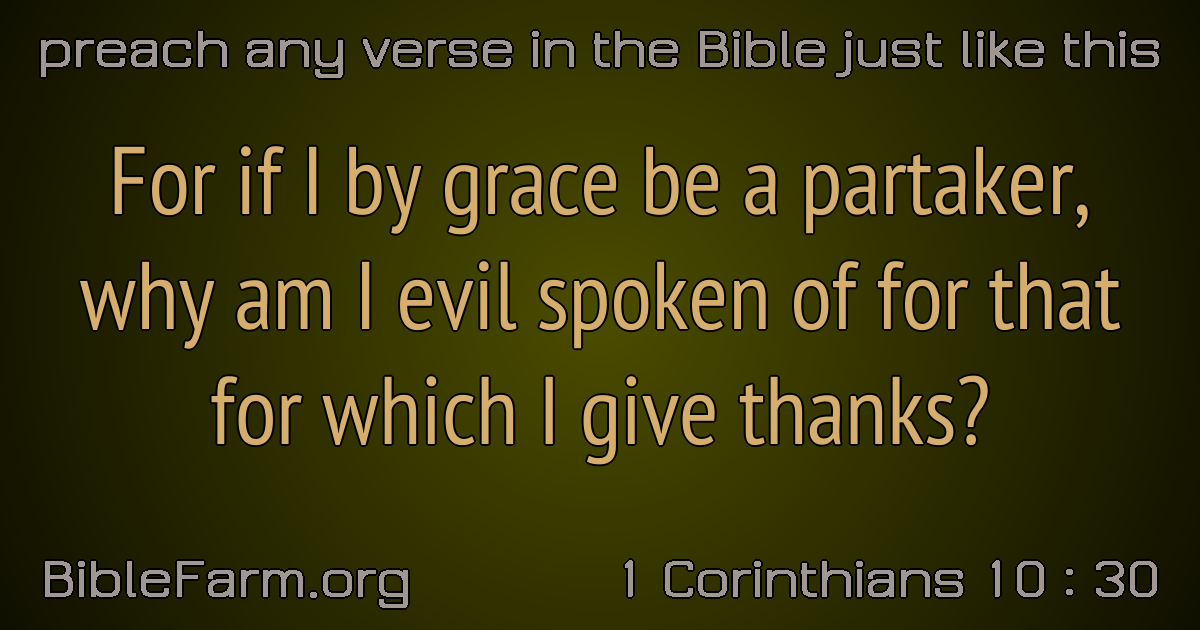 preach any verse in the Bible just like this
For if I by grace be a partaker,
why am I evil spoken of for that
for which I give thanks?
BibleFarm.org
1 Corinthians 10 : 30